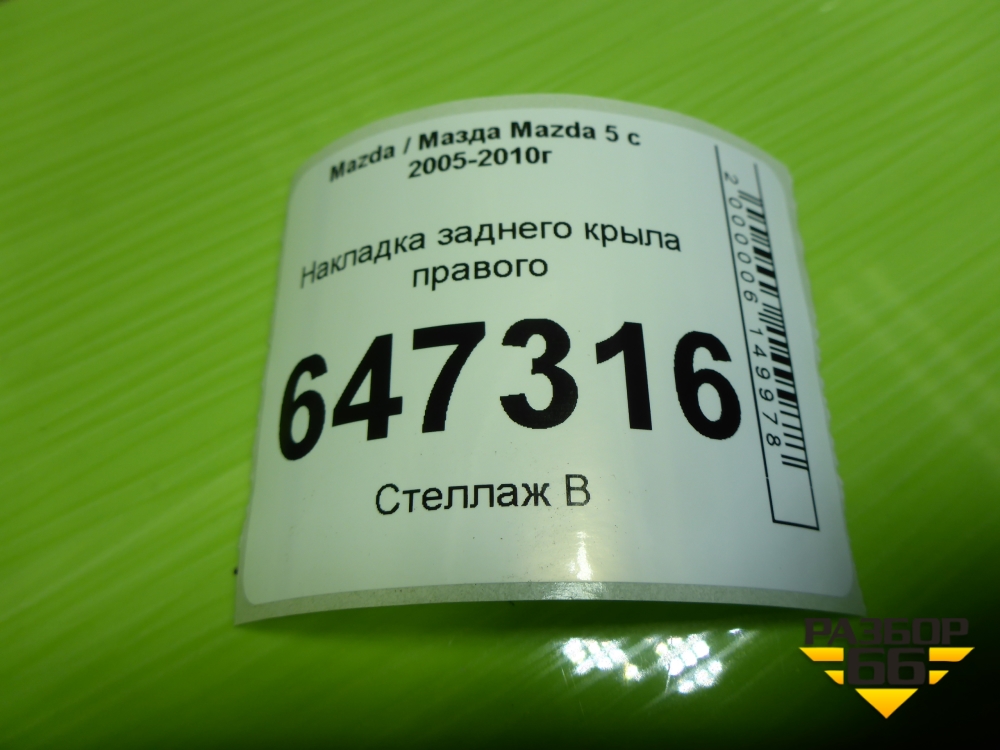 Mazda / Мазда Mazda 5 с
2005-2010г
Накладка заднего крыла
правого
647316
Стеллаж В
2000006149978
РАЗБОР
66